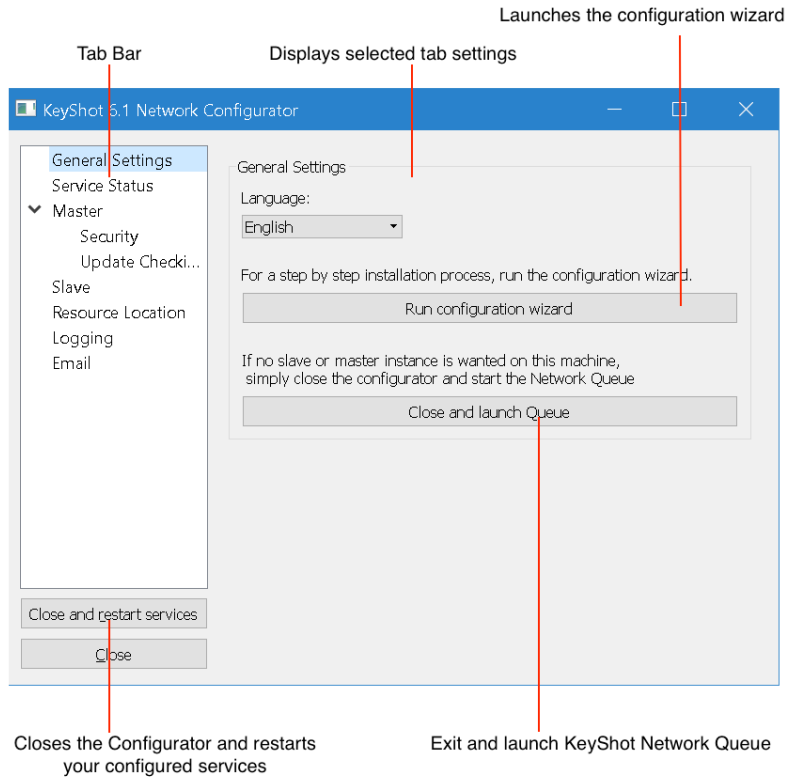 Launches the configuration wizard
Tab Bar
Displays selected tab settings
KeyShot 6.1 Network Configurator
General Settings
Service Status
Master
Security
Update Checki...
Slave
Resource Location
Logging
Email
General Settings
Language:
English
For a step by step installation process, run the configuration wizard.
Run configuration wizard
If no slave or master instance is wanted on this machine,
simply close the configurator and start the Network Queue
Close and launch Queue
Close and restart services
Close
Closes the Configurator and restarts
your configured services
Exit and launch KeyShot Network Queue